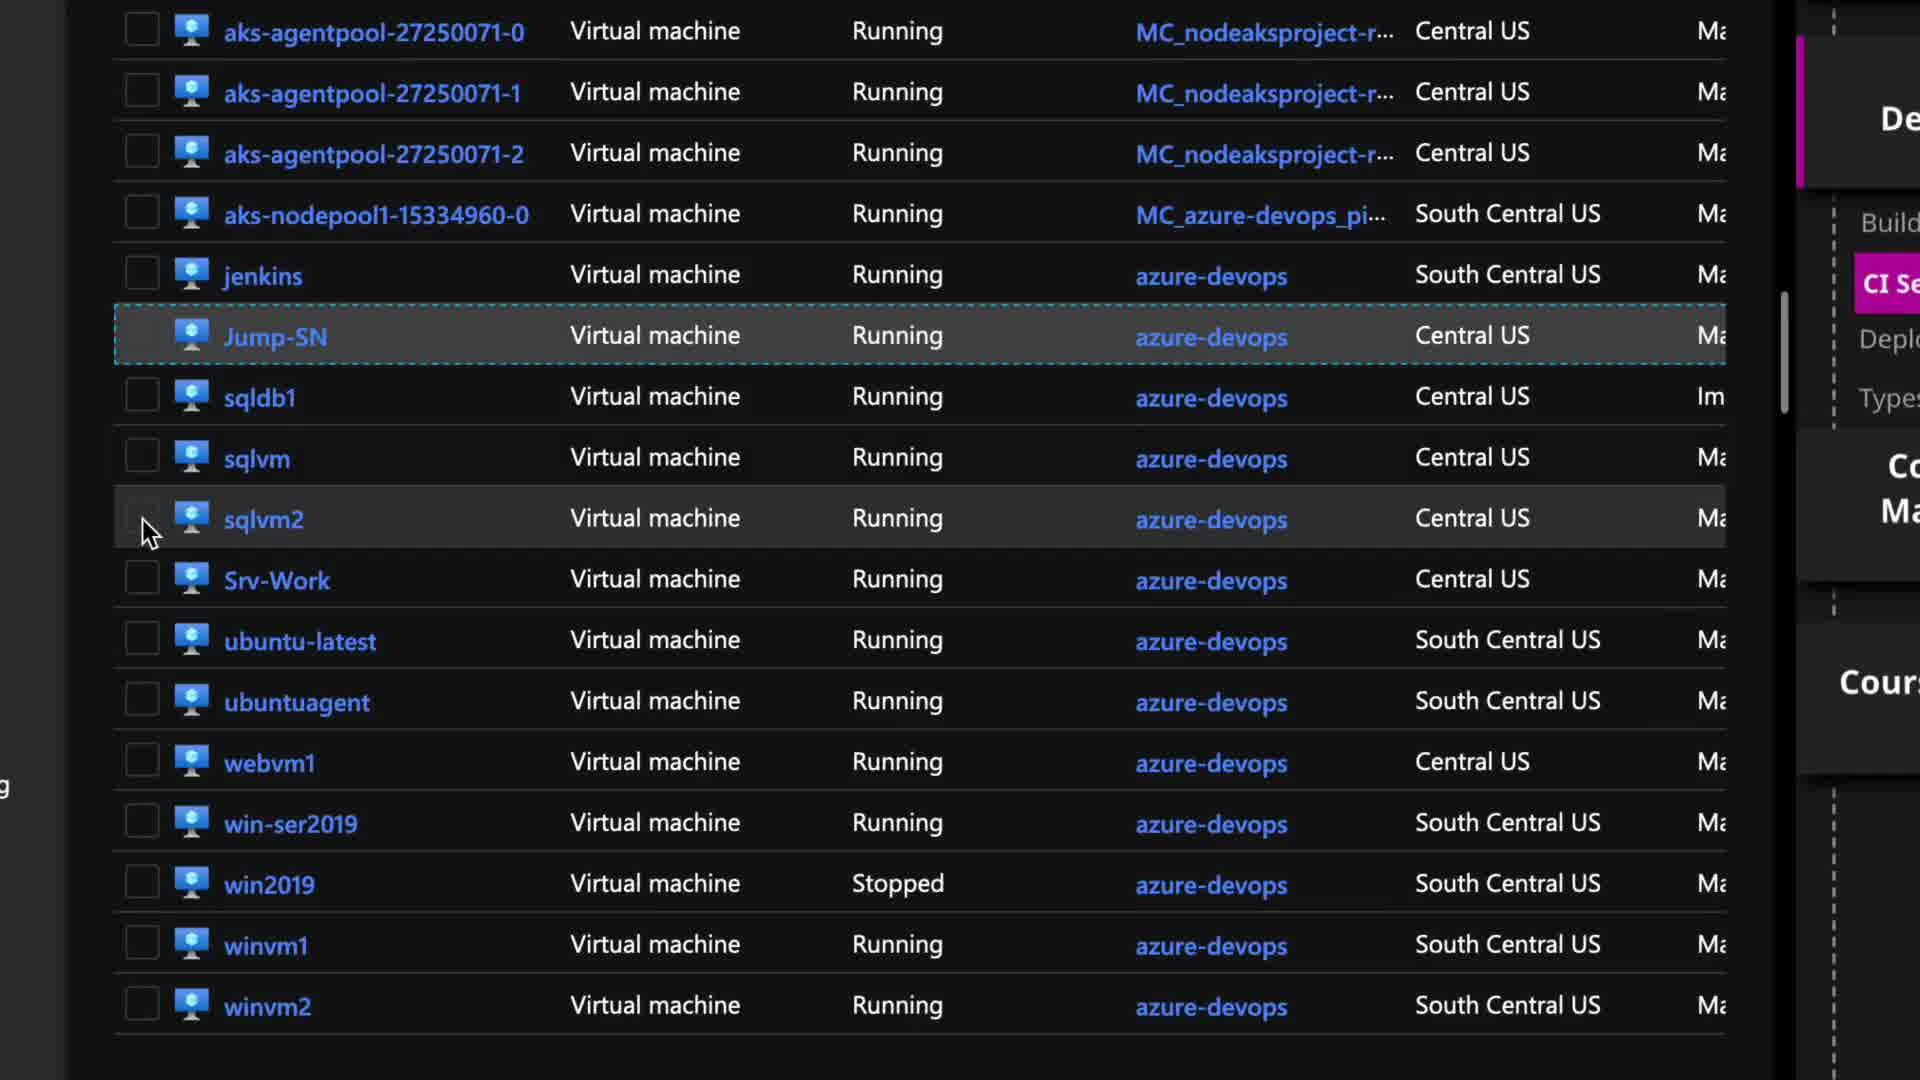 aks-agentpool-27250071-0 Virtual machine Running MC_nodeaksproject-r··· Central US Ma
aks-agentpool-27250071-1 Virtual machine Running MC_nodeaksproject-r··· Central US Ma
aks-agentpool-27250071-2 Virtual machine Running MC_nodeaksproject-r··· Central US Ma
aks-nodepool1-15334960-0 Virtual machine Running MC_azure-devops_pi··· South Central US Ma
jenkins Virtual machine Running azure-devops South Central US Ma
Jump-SN Virtual machine Running azure-devops Central US Ma
sqldb1 Virtual machine Running azure-devops Central US Im
sqlvm Virtual machine Running azure-devops Central US Ma
sqlvm2 Virtual machine Running azure-devops Central US Ma
Srv-Work Virtual machine Running azure-devops Central US Ma
ubuntu-latest Virtual machine Running azure-devops South Central US Ma
ubuntuagent Virtual machine Running azure-devops South Central US Ma
webvm1 Virtual machine Running azure-devops Central US Ma
win-ser2019 Virtual machine Running azure-devops South Central US Ma
win2019 Virtual machine Stopped azure-devops South Central US Ma
winvm1 Virtual machine Running azure-devops South Central US Ma
winvm2 Virtual machine Running azure-devops South Central US Ma
g
De
Build
CI Se
Deplo
Types
Co
Ma
Cours